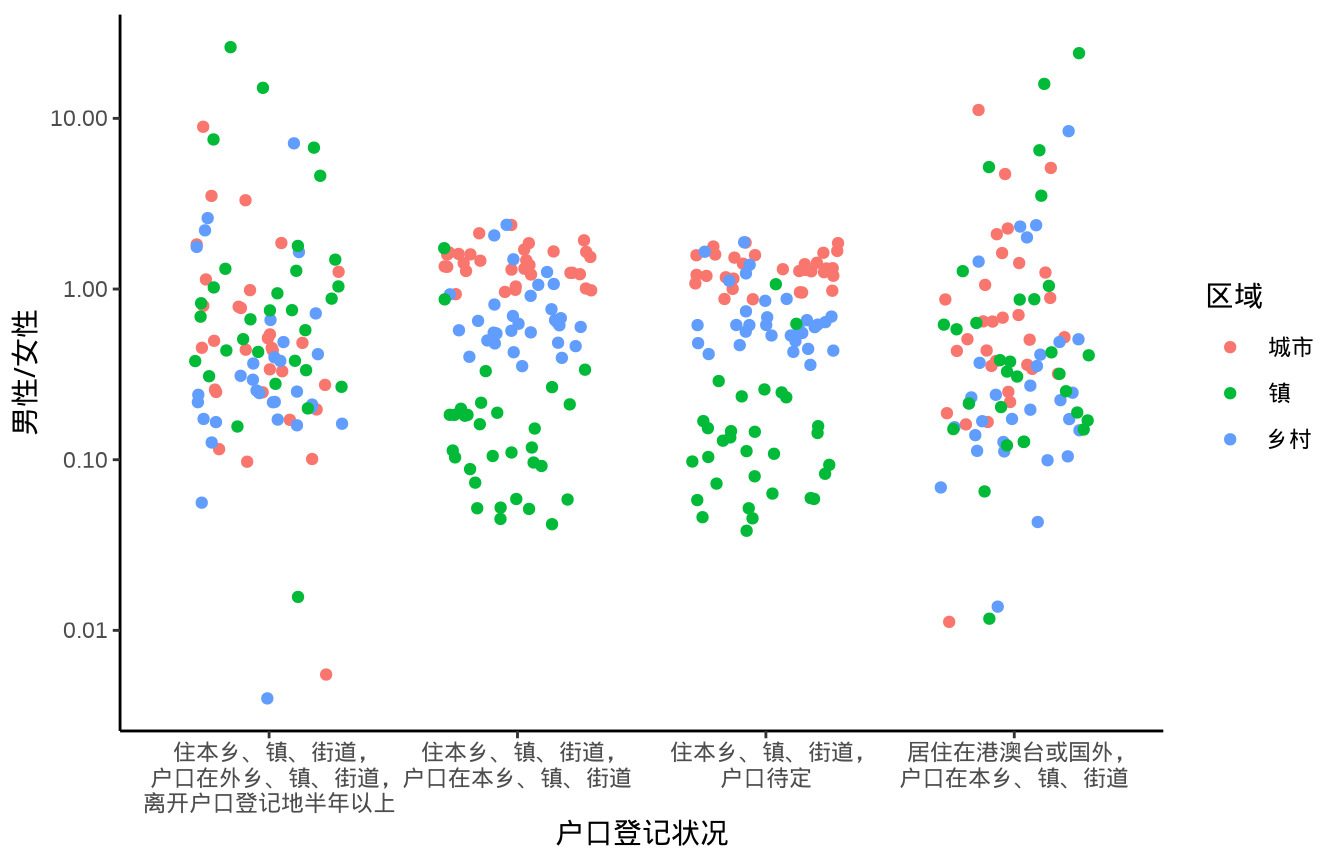 男性/女性
10.00
1.00
0.10
0.01
住本乡、镇、街道，
户口在外乡、镇、街道，
离开户口登记地半年以上
住本乡、镇、街道，
户口在本乡、镇、街道
住本乡、镇、街道，
户口待定
居住在港澳台或国外，
户口在本乡、镇、街道
户口登记状况
区域
城市
镇
乡村